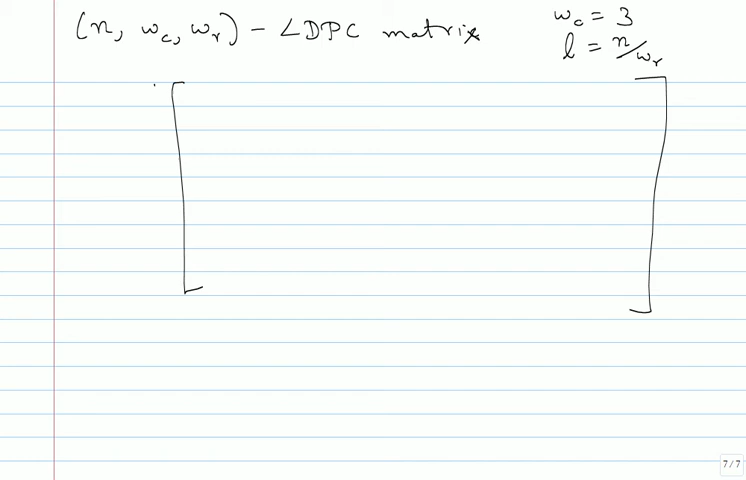 (n, w_c, w_r) - LDPC matrix
w_c = 3
l = n/w_r
7/7